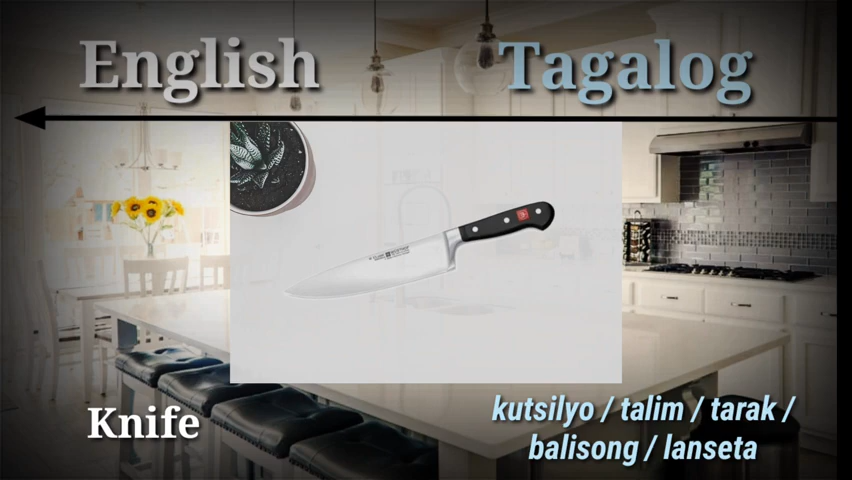 English
Tagalog
Knife
kutsilyo / talim / tarak /
balisong / lanseta